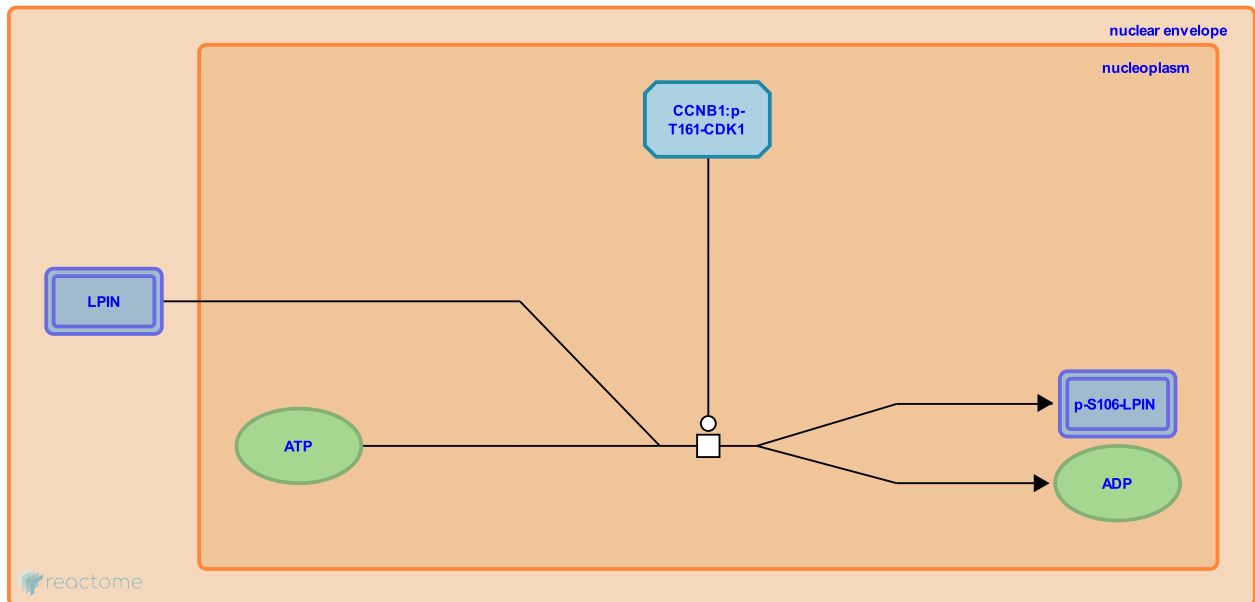 nuclear envelope
nucleoplasm
CCNB1:p-
T161-CDK1
LPIN
p-S106-LPIN
ATP
ADP
reactome